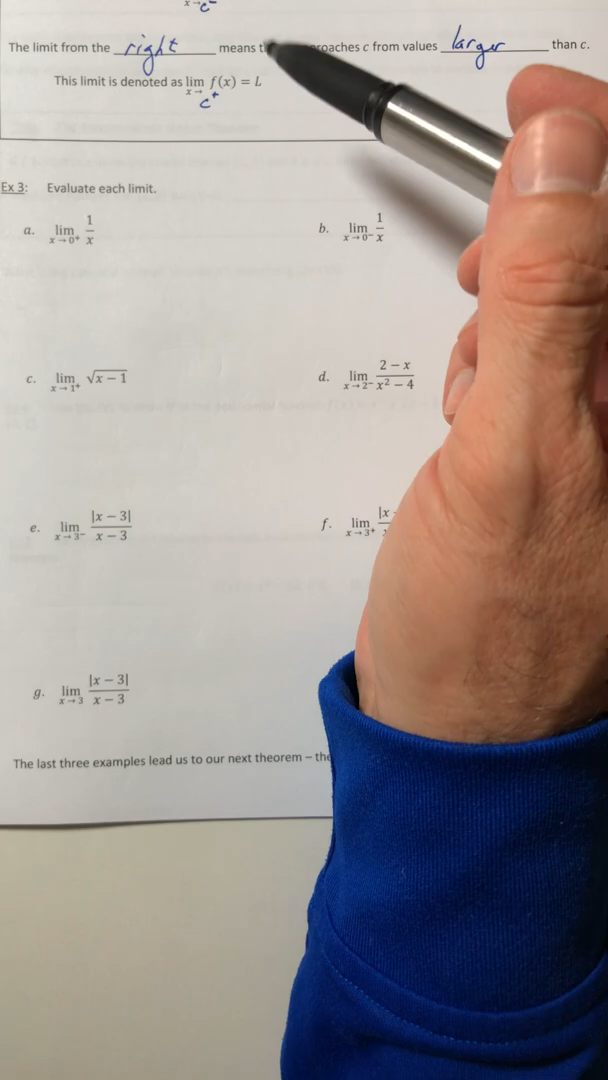 x→c⁻
The limit from the right means t roaches c from values larger than c.
This limit is denoted as lim x→c⁺ f(x) = L
Ex 3: Evaluate each limit.
a. lim x→0⁺ 1/x
b. lim x→0⁻ 1/x
c. lim x→1⁺ √(x − 1)
d. lim x→2⁻ (2 − x)/(x² − 4)
e. lim x→3⁻ |x − 3|/(x − 3)
f. lim x→3⁺ |x
g. lim x→3 |x − 3|/(x − 3)
The last three examples lead us to our next theorem – the